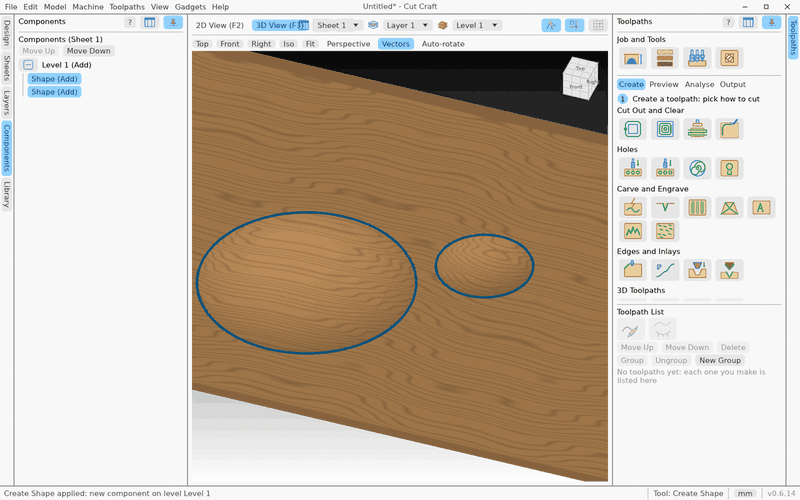 Untitled* - Cut Craft
File Edit Model Machine Toolpaths View Gadgets Help
Design
Sheets
Layers
Components
Library
Components ?
Components (Sheet 1)
Move Up Move Down
Level 1 (Add)
Shape (Add)
Shape (Add)
2D View (F2) 3D View (F3) Sheet 1 Layer 1 Level 1
Top Front Right Iso Fit Perspective Vectors Auto-rotate
Top
Front
Right
Toolpaths ?
Job and Tools
Create Preview Analyse Output
1 Create a toolpath: pick how to cut
Cut Out and Clear
Holes
Carve and Engrave
A
Edges and Inlays
3D Toolpaths
Toolpath List
Move Up Move Down Delete
Group Ungroup New Group
No toolpaths yet: each one you make is
listed here
Toolpaths
Create Shape applied: new component on level Level 1
Tool: Create Shape mm v0.6.14